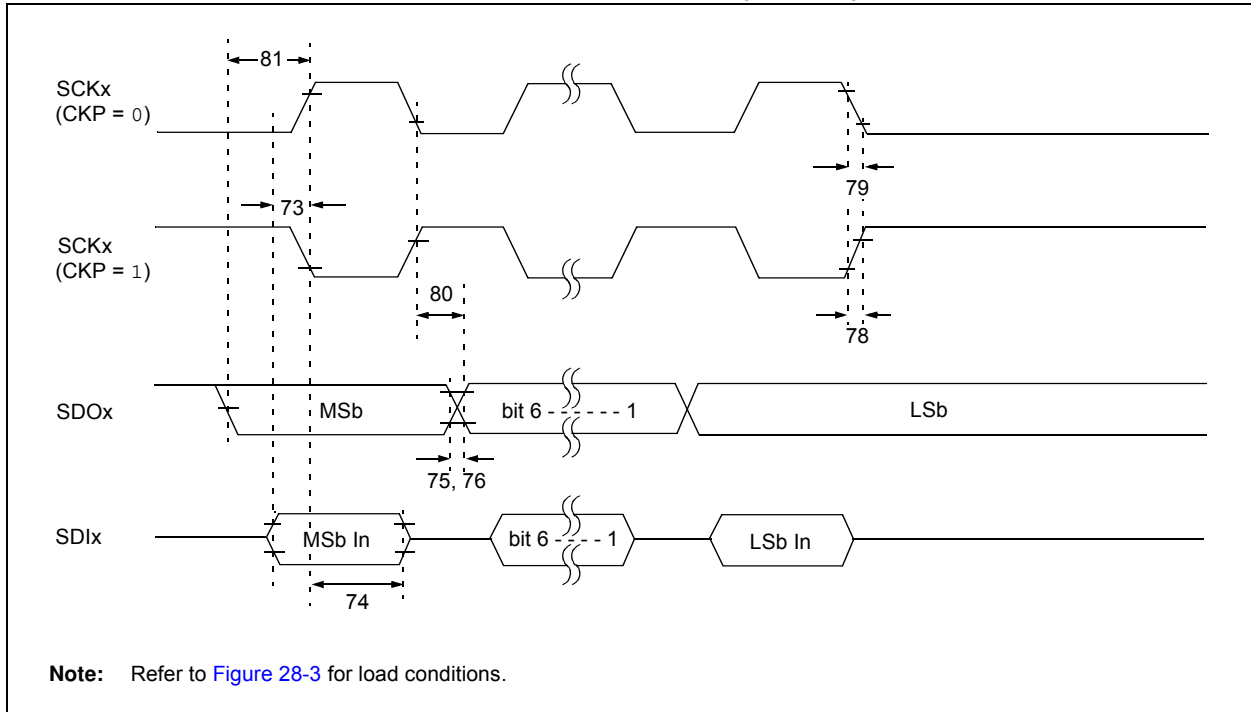 81
SCKx
(CKP = 0)
79
73
SCKx
(CKP = 1)
80
78
SDOx
MSb
bit 6 - - - - - - 1
LSb
75, 76
SDIx
MSb In
bit 6 - - - - 1
LSb In
74
Note: Refer to Figure 28-3 for load conditions.